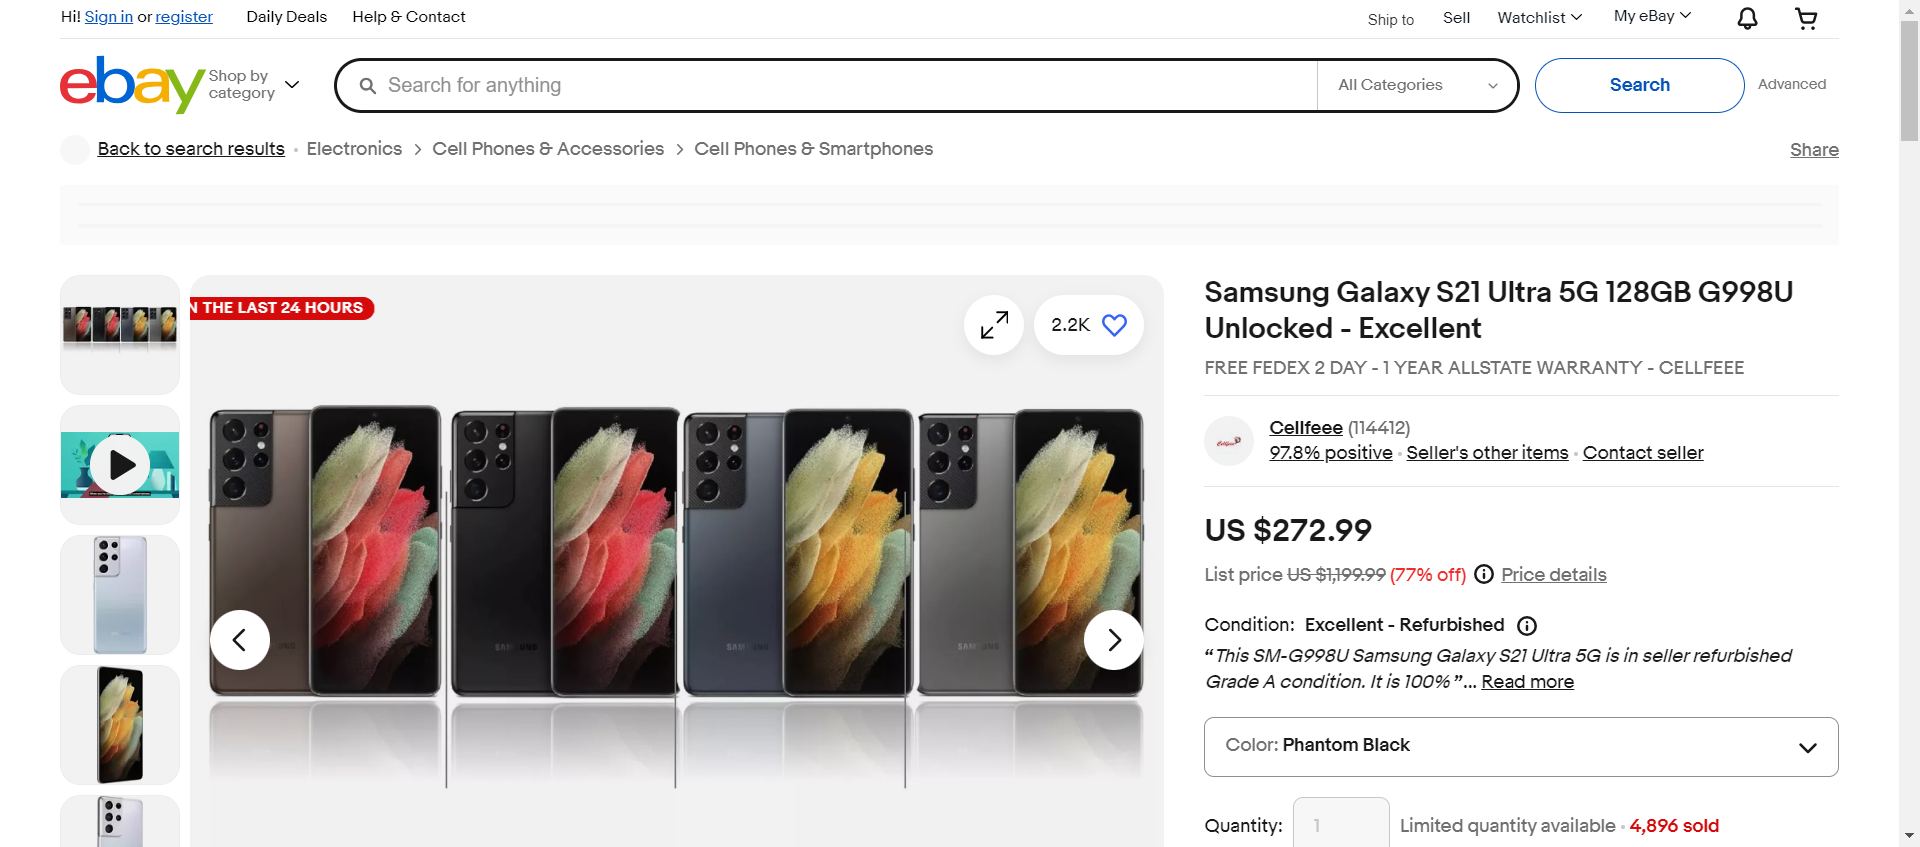 Hi! Sign in or register
Daily Deals
Help & Contact
Ship to
Sell
Watchlist
My eBay
ebay
Shop by
category
Search for anything
All Categories
Search
Advanced
Back to search results
Electronics
Cell Phones & Accessories
Cell Phones & Smartphones
Share
N THE LAST 24 HOURS
2.2K
Samsung Galaxy S21 Ultra 5G 128GB G998U
Unlocked - Excellent
FREE FEDEX 2 DAY - 1 YEAR ALLSTATE WARRANTY - CELLFEEE
Cellfeee
Cellfeee (114412)
97.8% positive · Seller's other items · Contact seller
US $272.99
List price US $1,199.99 (77% off)
Price details
Condition: Excellent - Refurbished
“This SM-G998U Samsung Galaxy S21 Ultra 5G is in seller refurbished
Grade A condition. It is 100%”... Read more
Color: Phantom Black
Quantity:
1
Limited quantity available · 4,896 sold
SAMSUNG
SAMSUNG
SAMSUNG